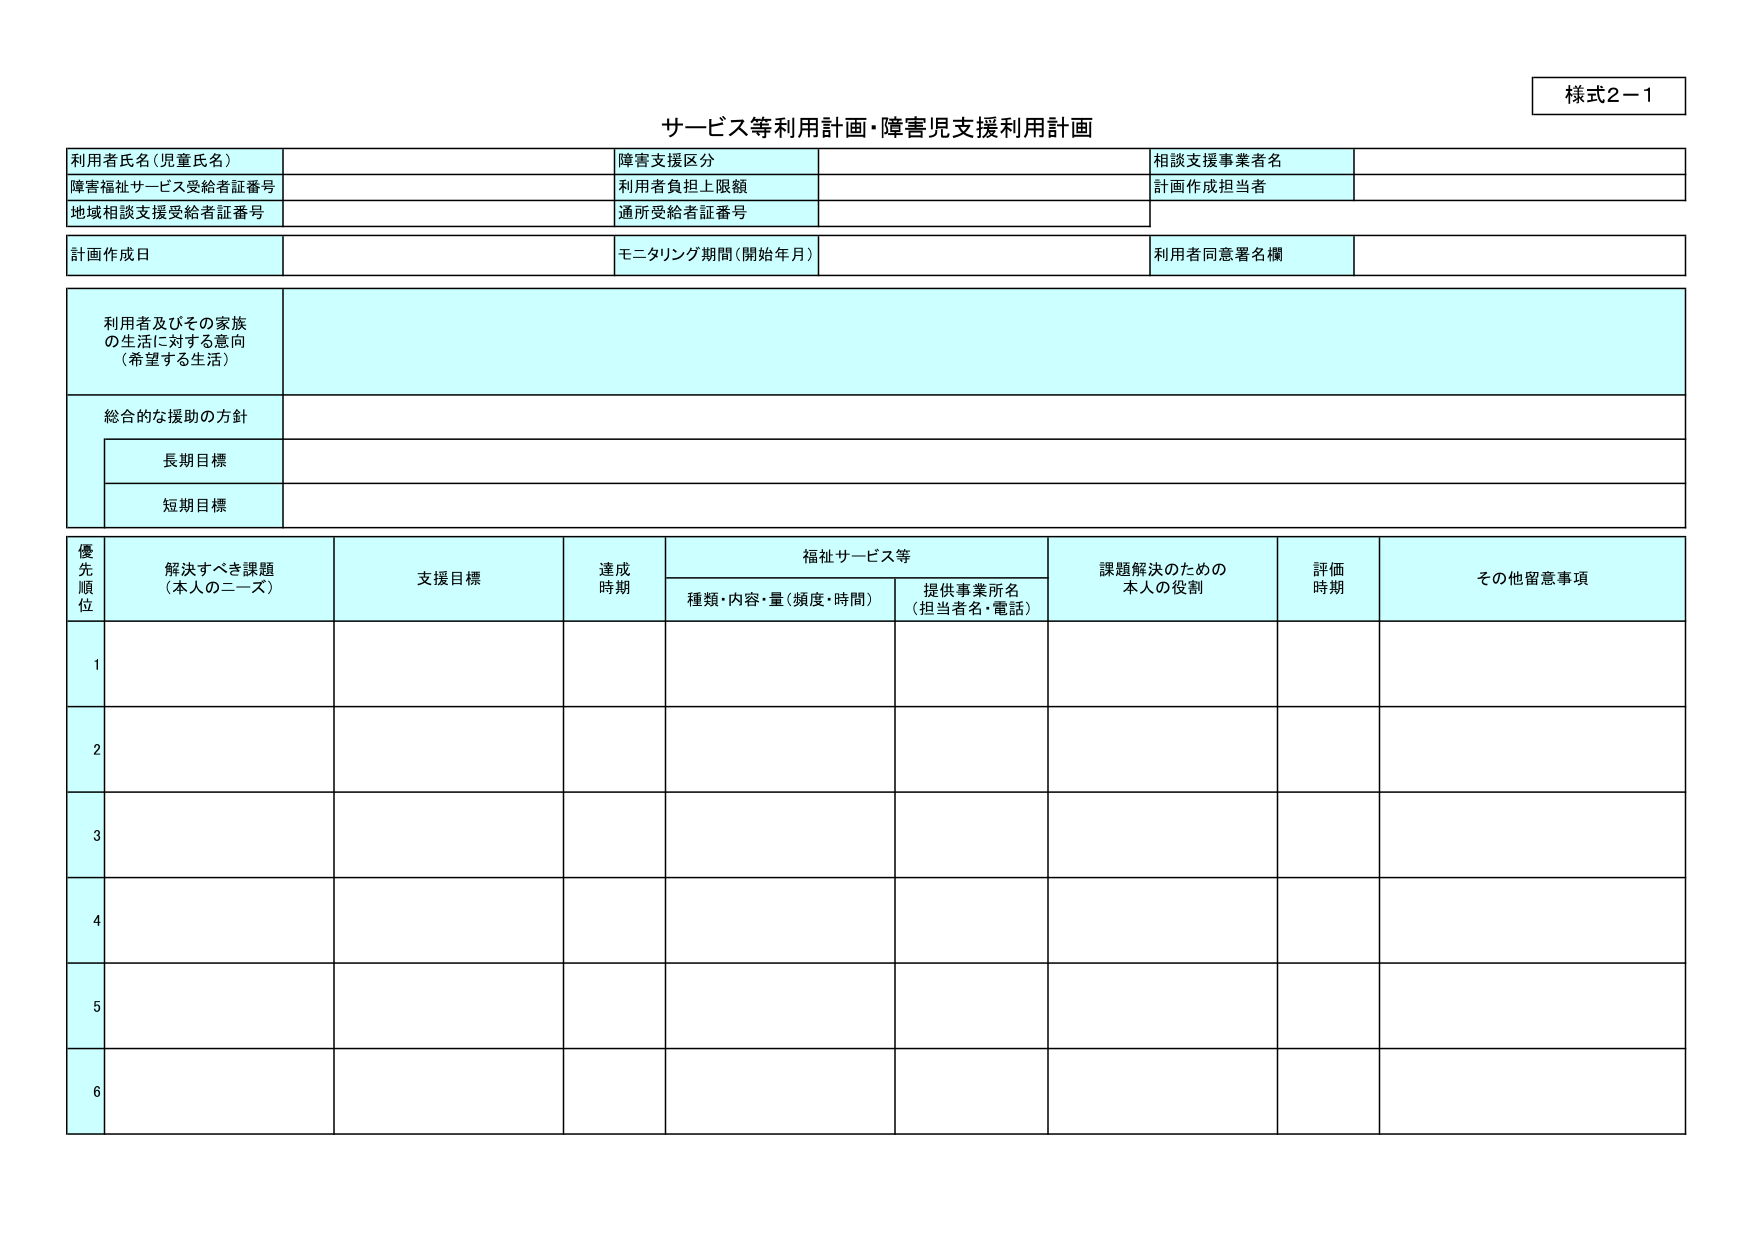 様式2－1
サービス等利用計画・障害児支援利用計画
利用者氏名（児童氏名） 障害支援区分 相談支援事業者名
障害福祉サービス受給者証番号 利用者負担上限額 計画作成担当者
地域相談支援受給者証番号 通所受給者証番号
計画作成日 モニタリング期間（開始年月） 利用者同意署名欄
利用者及びその家族
の生活に対する意向
（希望する生活）
総合的な援助の方針
長期目標
短期目標
優
先
順
位
解決すべき課題
（本人のニーズ）
支援目標
達成
時期
福祉サービス等
種類・内容・量（頻度・時間）
提供事業所名
（担当者名・電話）
課題解決のための
本人の役割
評価
時期
その他留意事項
1
2
3
4
5
6